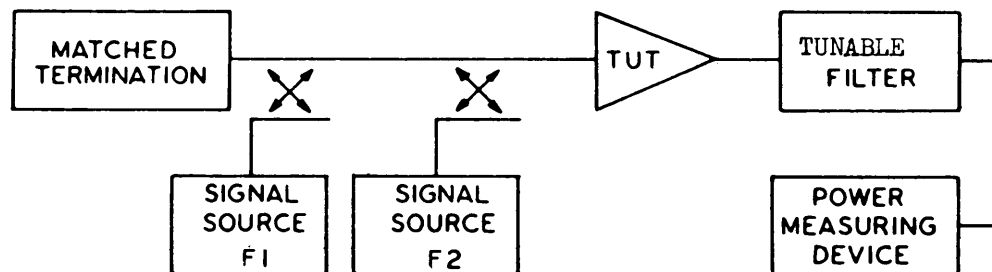 MATCHED
TERMINATION
TUT
TUNABLE
FILTER
SIGNAL
SOURCE
F1
SIGNAL
SOURCE
F2
POWER
MEASURING
DEVICE